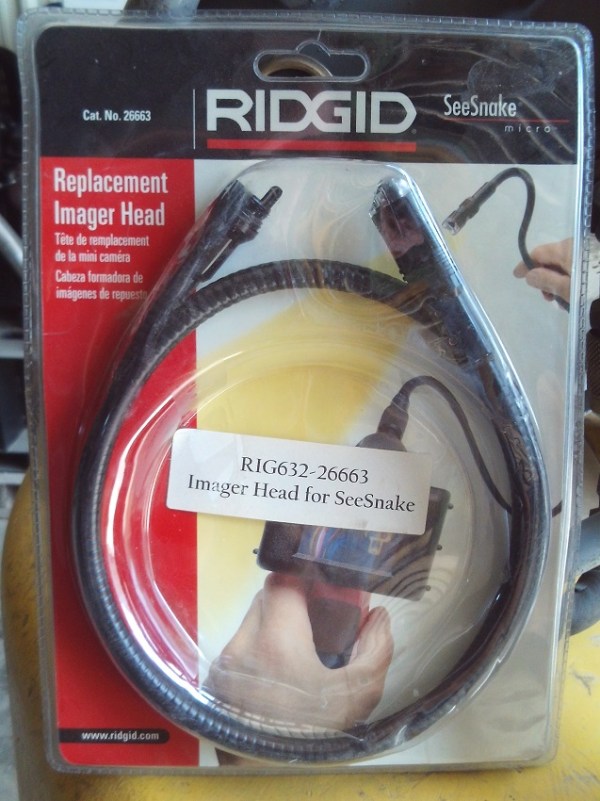 Cat. No. 26663
RIDGID
SeeSnake
micro
Replacement
Imager Head
Tête de remplacement
de la mini caméra
Cabeza formadora de
imágenes de repuesto
RIG632-26663
Imager Head for SeeSnake
www.ridgid.com